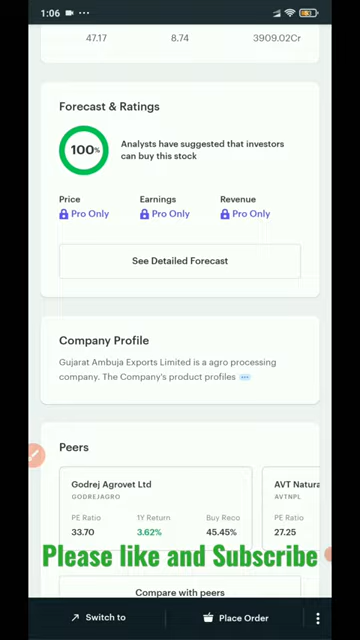 1:06
47.17 8.74 3909.02Cr
Forecast & Ratings
100%
Analysts have suggested that investors
can buy this stock
Price Earnings Revenue
Pro Only Pro Only Pro Only
See Detailed Forecast
Company Profile
Gujarat Ambuja Exports Limited is a agro processing
company. The Company's product profiles
Peers
Godrej Agrovet Ltd
GODREJAGRO
PE Ratio 1Y Return Buy Reco
33.70 3.62% 45.45%
AVT Natura
AVTNPL
PE Ratio
27.25
Please like and Subscribe
Compare with peers
Switch to Place Order